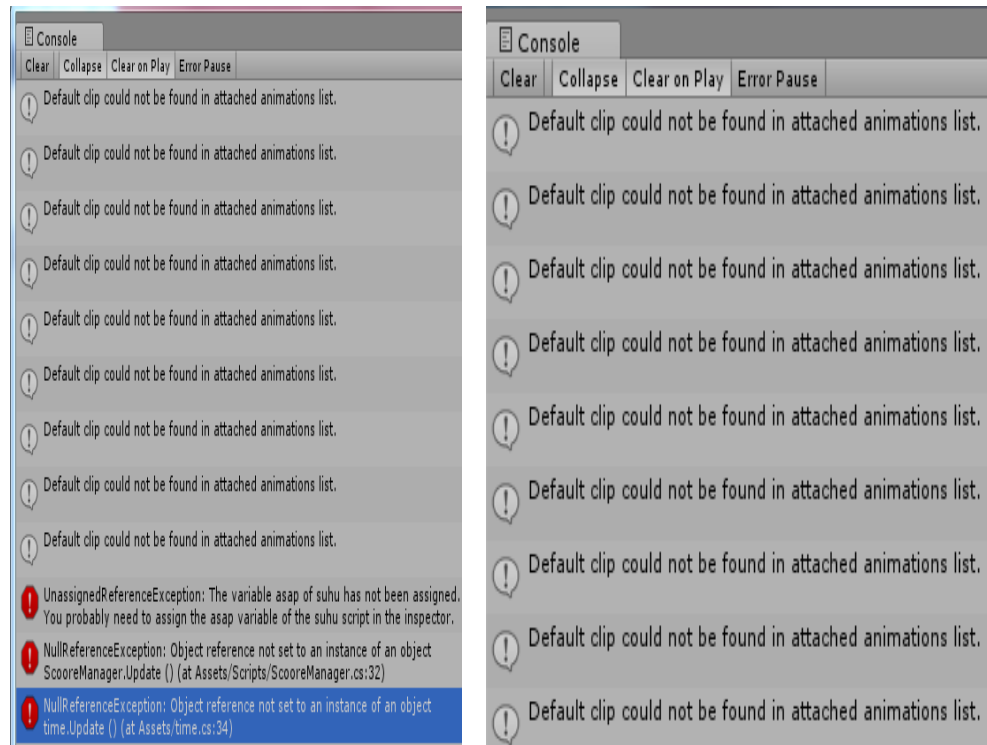 Console
Clear Collapse Clear on Play Error Pause
Default clip could not be found in attached animations list.
Default clip could not be found in attached animations list.
Default clip could not be found in attached animations list.
Default clip could not be found in attached animations list.
Default clip could not be found in attached animations list.
Default clip could not be found in attached animations list.
Default clip could not be found in attached animations list.
Default clip could not be found in attached animations list.
Default clip could not be found in attached animations list.
UnassignedReferenceException: The variable asap of suhu has not been assigned.
You probably need to assign the asap variable of the suhu script in the inspector.
NullReferenceException: Object reference not set to an instance of an object
ScooreManager.Update () (at Assets/Scripts/ScooreManager.cs:32)
NullReferenceException: Object reference not set to an instance of an object
time.Update () (at Assets/time.cs:34)
Console
Clear Collapse Clear on Play Error Pause
Default clip could not be found in attached animations list.
Default clip could not be found in attached animations list.
Default clip could not be found in attached animations list.
Default clip could not be found in attached animations list.
Default clip could not be found in attached animations list.
Default clip could not be found in attached animations list.
Default clip could not be found in attached animations list.
Default clip could not be found in attached animations list.
Default clip could not be found in attached animations list.